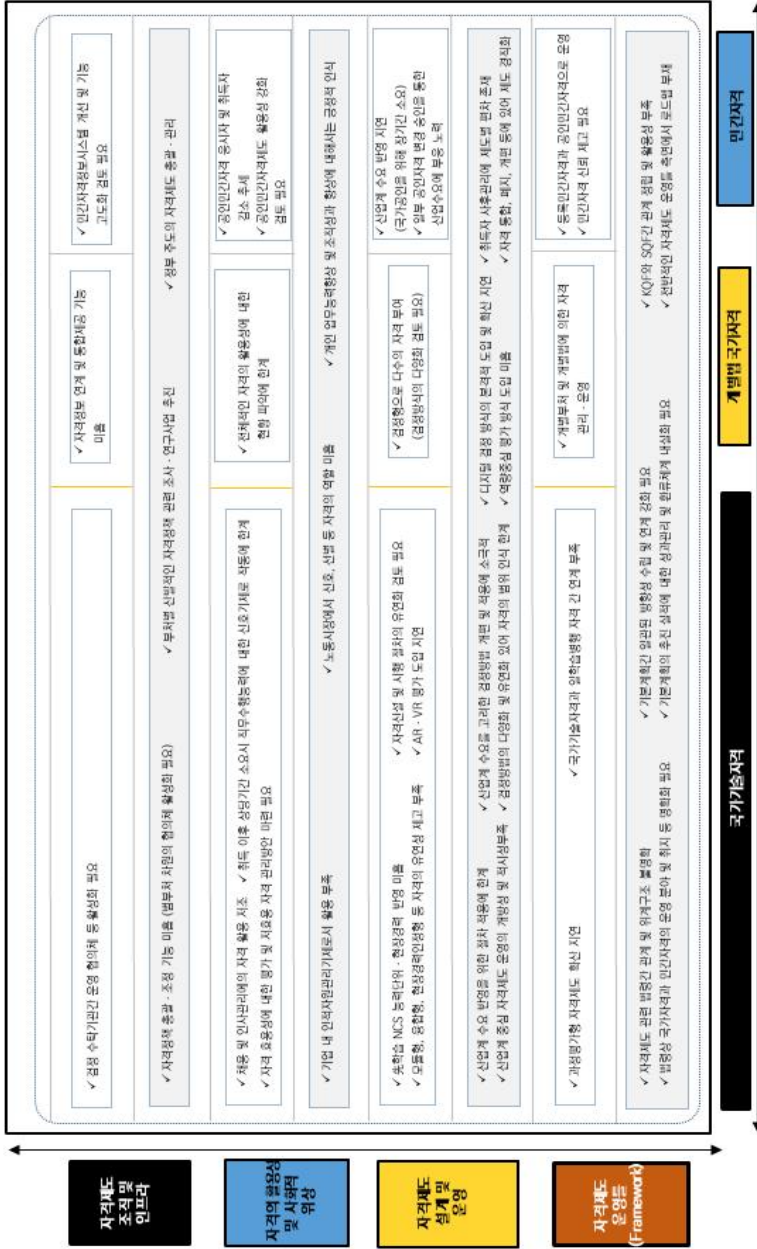 자격제도
조직 및
인프라
✓ 검정 수탁기관간 운영 협의체 등 활성화 필요
✓ 자격정보 연계 및 통합제공 기능
미흡
✓ 민간자격정보시스템 개선 및 기능
고도화 검토 필요
✓ 자격정책 총괄·조정 기능 미흡 (범부처 차원의 협의체 활성화 필요)
✓ 부처별 산발적인 자격정책 관련 조사·연구사업 추진
✓ 정부 주도의 자격제도 총괄·관리
자격의 활용성
및 사회적
위상
✓ 채용 및 인사관리에의 자격 활용 저조
✓ 취득 이후 상당기간 소요시 직무수행능력에 대한 신호기제로 작동에 한계
✓ 자격 효용성에 대한 평가 및 저효용 자격 관리방안 마련 필요
✓ 전체적인 자격의 활용성에 대한
현황 파악에 한계
✓ 공인민간자격 응시자 및 취득자
감소 추세
✓ 공인민간자격제도 활용성 강화
검토 필요
✓ 기업 내 인적자원관리기제로서 활용 부족
✓ 노동시장에서 신호, 선별 등 자격의 역할 미흡
✓ 개인 업무능력향상 및 조직성과 향상에 대해서는 긍정적 인식
자격제도
설계 및
운영
✓ 先학습 NCS 능력단위·현장경력 반영 미흡
✓ 자격신설 및 시행 절차의 유연화 검토 필요
✓ 모듈형, 융합형, 현장경력인정형 등 자격의 유연성 제고 부족
✓ AR·VR 평가 도입 지연
✓ 검정형으로 다수의 자격 부여
(검정방식의 다양화 검토 필요)
✓ 산업계 수요 반영 지연
(국가공인을 위해 장기간 소요)
✓ 일부 공인자격 변경 승인을 통한
산업수요에 부응 노력
✓ 산업계 수요 반영을 위한 절차 적용에 한계
✓ 산업계 수요를 고려한 검정방법 개편 및 적용에 소극적
✓ 디지털 검정 방식의 본격적 도입 및 확산 지연
✓ 취득자 사후관리에 제도별 편차 존재
✓ 산업계 중심 자격제도 운영의 개방성 및 적시성부족
✓ 검정방법의 다양화 및 유연화 있어 자격의 범위 인식 한계
✓ 역량중심 평가 방식 도입 미흡
✓ 자격 통합, 폐지, 개편 등에 있어 제도 경직화
자격제도
운영틀
(Framework)
✓ 과정평가형 자격제도 확산 지연
✓ 국가기술자격과 일학습병행 자격 간 연계 부족
✓ 개별부처 및 개별법에 의한 자격
관리·운영
✓ 등록민간자격과 공인민간자격으로 운영
✓ 민간자격 신뢰 제고 필요
✓ 자격제도 관련 법령간 관계 및 위계구조 불명확
✓ 기본계획간 일관된 방향성 수립 및 연계 강화 필요
✓ KQF와 SQF간 관계 정립 및 활용성 부족
✓ 법령상 국가자격과 민간자격의 운영 분야 및 취지 등 명확화 필요
✓ 기본계획의 추진 실적에 대한 성과관리 및 환류체계 내실화 필요
✓ 전반적인 자격제도 운영틀 측면에서 로드맵 부재
국가기술자격
개별법 국가자격
민간자격